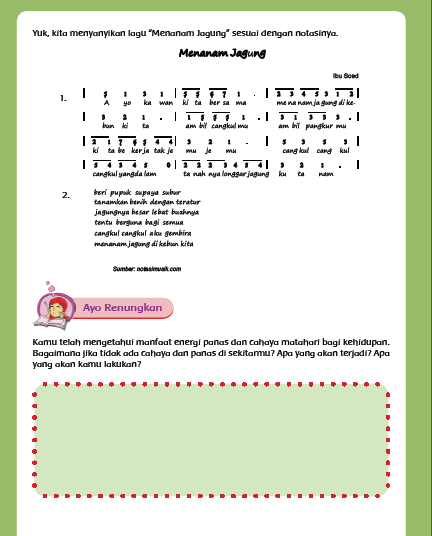 Yuk, kita menyanyikan lagu "Menanam Jagung" sesuai dengan notasinya.
Menanam Jagung
Ibu Soed
1.
5 1 3 1 | 5 5 6 7 1 . | 2 3 4 5 3 1 2
A yo ka wan ki ta ber sa ma me na nam ja gung di ke-
3 2 1 . | 1 5 5 5 1 . | 3 1 3 3 3 .
bun ki ta am bil cangkul mu am bil pangkur mu
2 1 7 6 5 4 4 | 3 2 1 . | 5 3 5 3
ki ta be ker ja tak je mu je mu cang kul cang kul
5 4 3 4 5 0 | 2 2 2 3 4 5 4 | 3 2 1 .
cangkul yang da lam ta nah nya longgar jagung ku ta nam
2.
beri pupuk supaya subur
tanamkan benih dengan teratur
jagungnya besar lebat buahnya
tentu berguna bagi semua
cangkul cangkul aku gembira
menanam jagung di kebun kita
Sumber: notasimusik.com
Ayo Renungkan
Kamu telah mengetahui manfaat energi panas dan cahaya matahari bagi kehidupan.
Bagaimana jika tidak ada cahaya dan panas di sekitarmu? Apa yang akan terjadi? Apa
yang akan kamu lakukan?